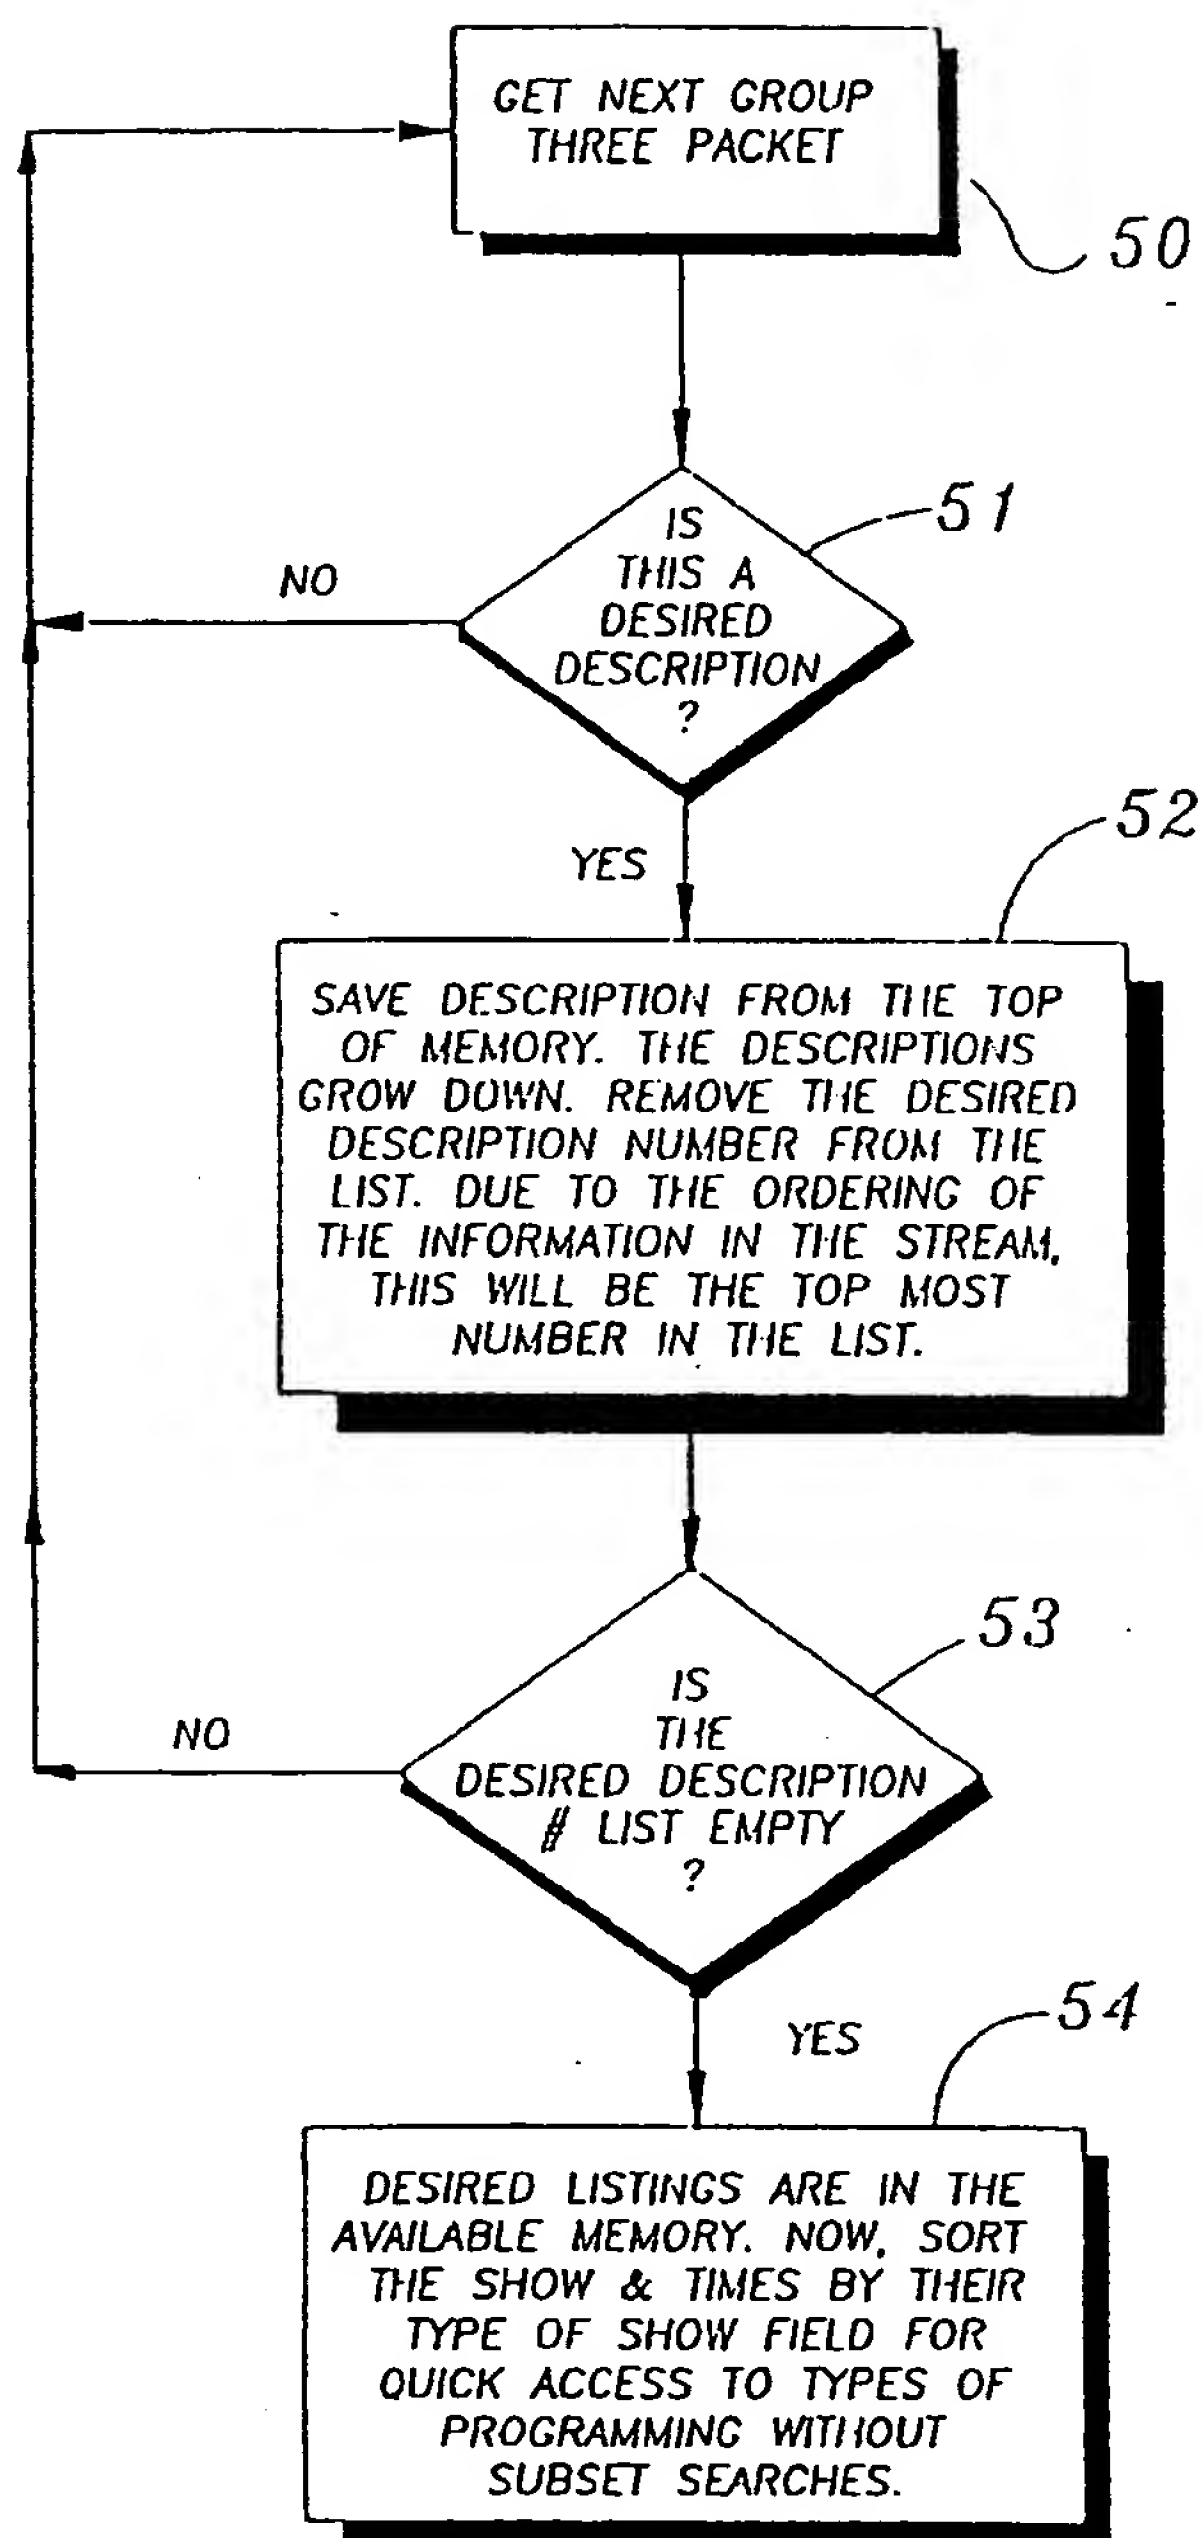 GET NEXT GROUP
THREE PACKET
50
IS
THIS A
DESIRED
DESCRIPTION
?
51
NO
YES
52
SAVE DESCRIPTION FROM THE TOP
OF MEMORY. THE DESCRIPTIONS
GROW DOWN. REMOVE THE DESIRED
DESCRIPTION NUMBER FROM THE
LIST. DUE TO THE ORDERING OF
THE INFORMATION IN THE STREAM,
THIS WILL BE THE TOP MOST
NUMBER IN THE LIST.
53
IS
THE
DESIRED DESCRIPTION
# LIST EMPTY
?
NO
YES
54
DESIRED LISTINGS ARE IN THE
AVAILABLE MEMORY. NOW, SORT
THE SHOW & TIMES BY THEIR
TYPE OF SHOW FIELD FOR
QUICK ACCESS TO TYPES OF
PROGRAMMING WITHOUT
SUBSET SEARCHES.